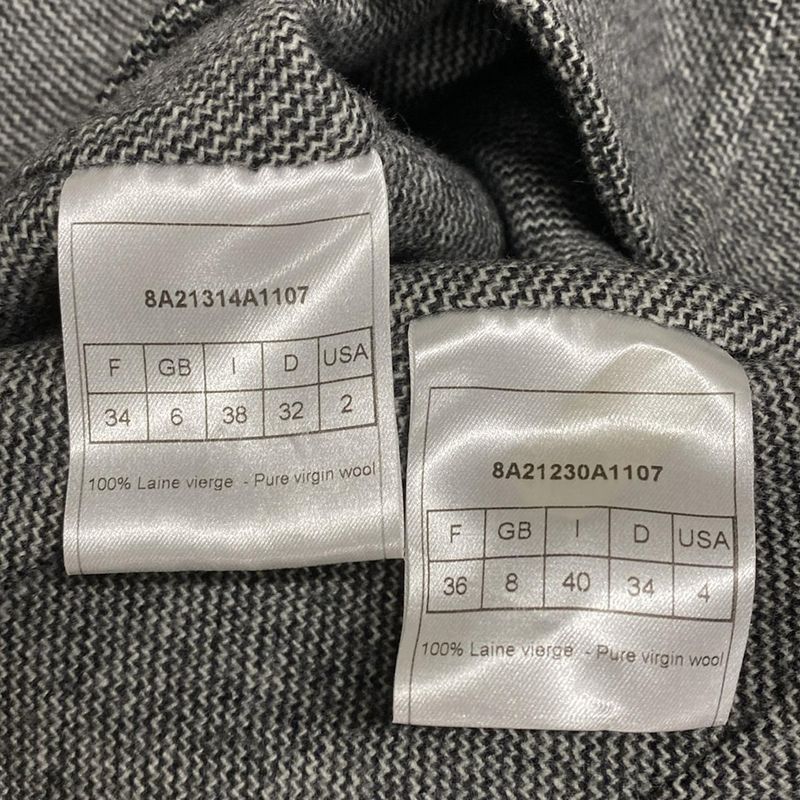 8A21314A1107
F GB I D USA
34 6 38 32 2
100% Laine vierge - Pure virgin wool
8A21230A1107
F GB I D USA
36 8 40 34 4
100% Laine vierge - Pure virgin wool